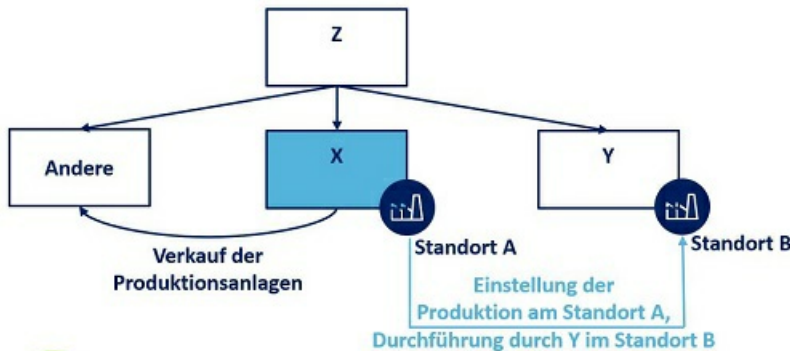 Z
Andere
X
Y
Standort A
Standort B
Verkauf der
Produktionsanlagen
Einstellung der
Produktion am Standort A,
Durchführung durch Y im Standort B